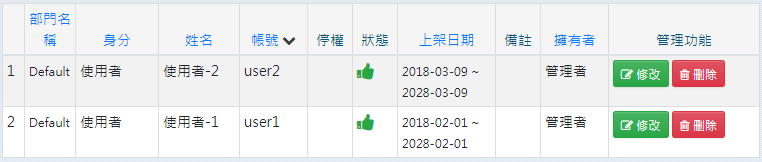 部門名稱 身分 姓名 帳號 停權 狀態 上架日期 備註 擁有者 管理功能
1 Default 使用者 使用者-2 user2 2018-03-09 ~ 管理者 修改 刪除
2028-03-09
2 Default 使用者 使用者-1 user1 2018-02-01 ~ 管理者 修改 刪除
2028-02-01